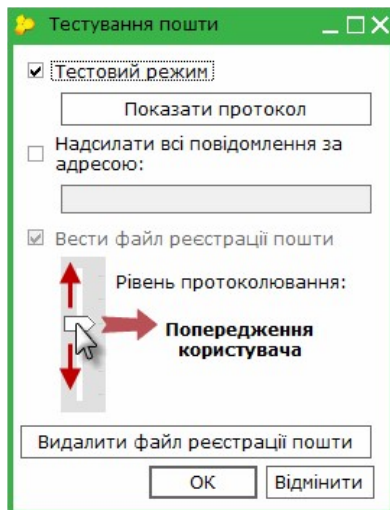 Тестування пошти
Тестовий режим
Показати протокол
Надсилати всі повідомлення за
адресою:
Вести файл реєстрації пошти
Рівень протоколювання:
Попередження
користувача
Видалити файл реєстрації пошти
ОК
Відмінити